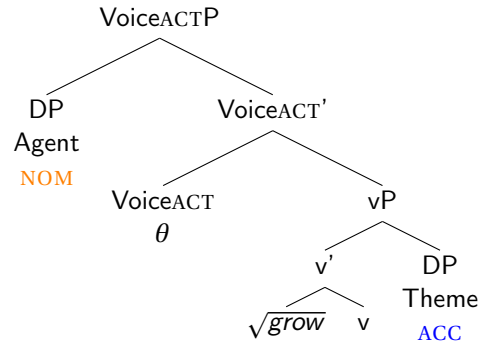 VoiceACTP
DP
Agent
NOM
VoiceACT'
VoiceACT
θ
vP
v'
√grow
v
DP
Theme
ACC